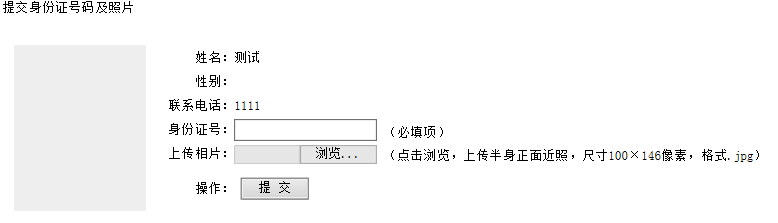 提交身份证号码及照片
姓名：测试
性别：
联系电话：1111
身份证号：（必填项）
上传相片：浏览...（点击浏览，上传半身正面近照，尺寸100×146像素，格式.jpg）
操作：提 交